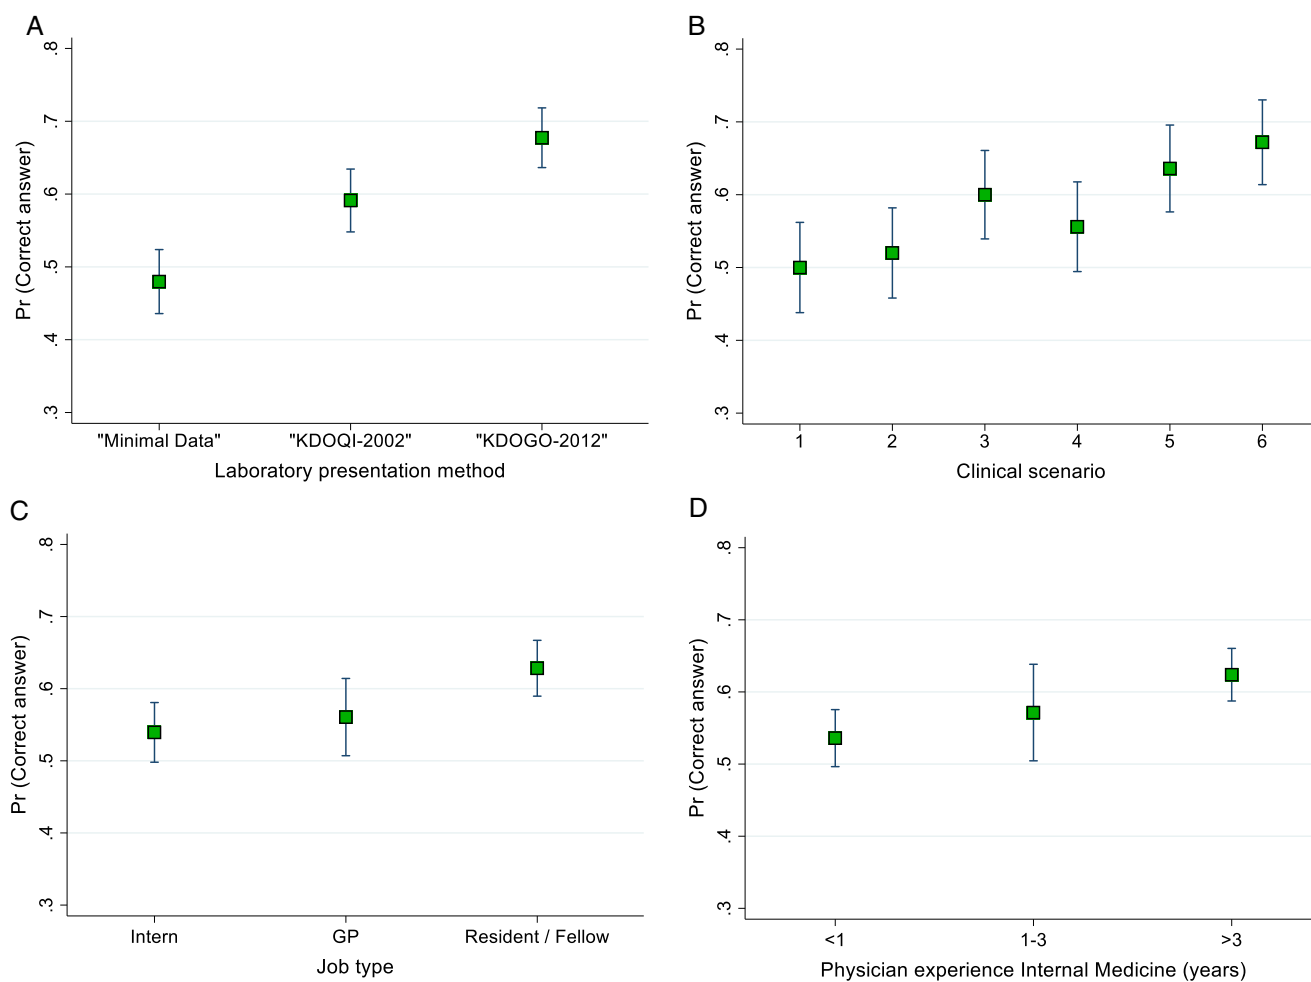 A
Pr (Correct answer)
.8
.7
.6
.5
.4
.3
"Minimal Data" "KDOQI-2002" "KDOGO-2012"
Laboratory presentation method
B
Pr (Correct answer)
.8
.7
.6
.5
.4
.3
1 2 3 4 5 6
Clinical scenario
C
Pr (Correct answer)
.8
.7
.6
.5
.4
.3
Intern GP Resident / Fellow
Job type
D
Pr (Correct answer)
.8
.7
.6
.5
.4
.3
<1 1-3 >3
Physician experience Internal Medicine (years)